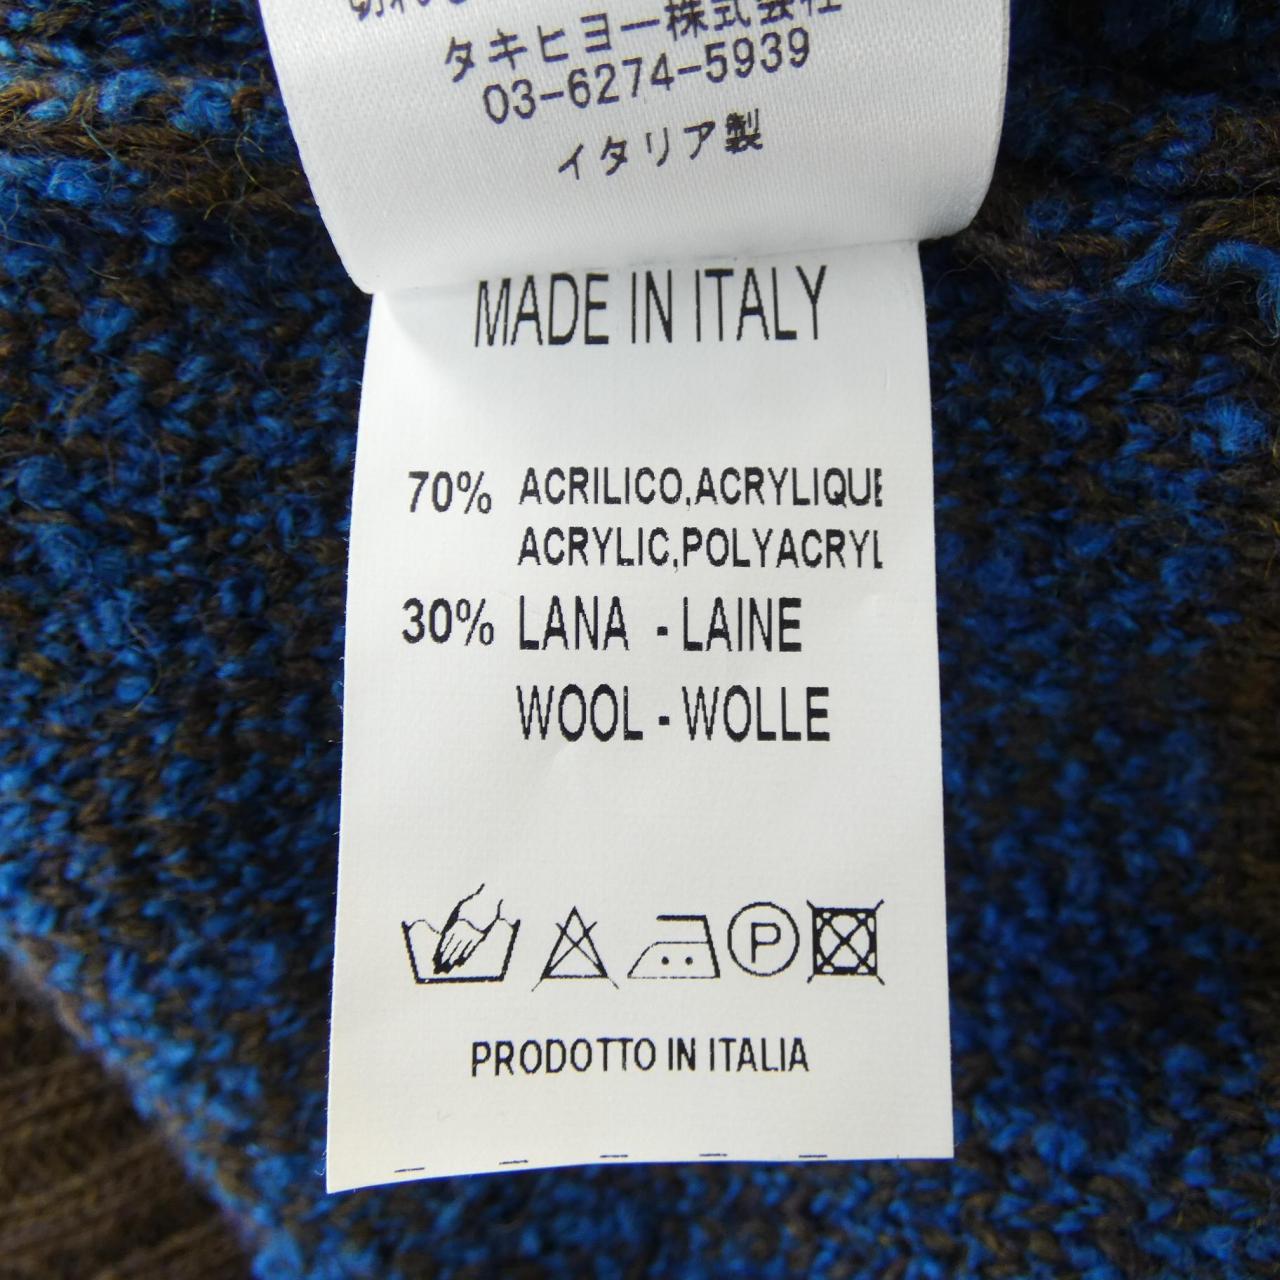 タキヒヨー株式会社
03-6274-5939
イタリア製
MADE IN ITALY
70% ACRILICO,ACRYLIQUE
ACRYLIC,POLYACRYL
30% LANA - LAINE
WOOL - WOLLE
P
PRODOTTO IN ITALIA